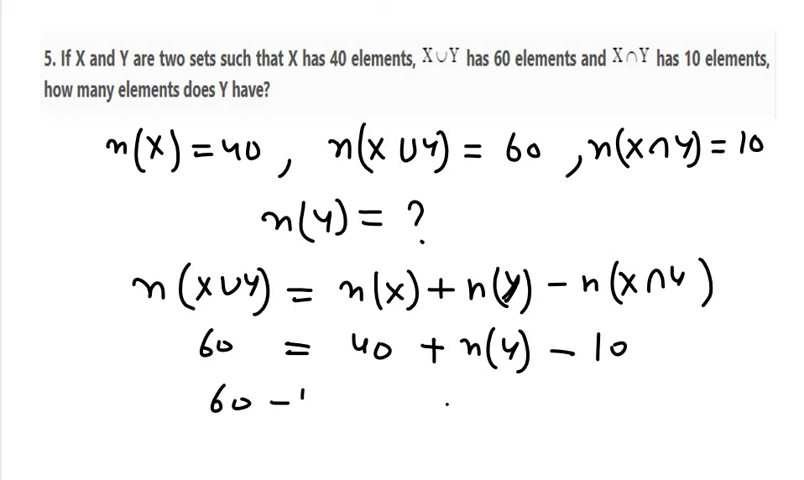 5. If X and Y are two sets such that X has 40 elements, X∪Y has 60 elements and X∩Y has 10 elements,
how many elements does Y have?
n(X) = 40, n(X∪Y) = 60, n(X∩Y) = 10
n(Y) = ?
n(X∪Y) = n(X) + n(Y) − n(X∩Y)
60 = 40 + n(Y) − 10
60 −